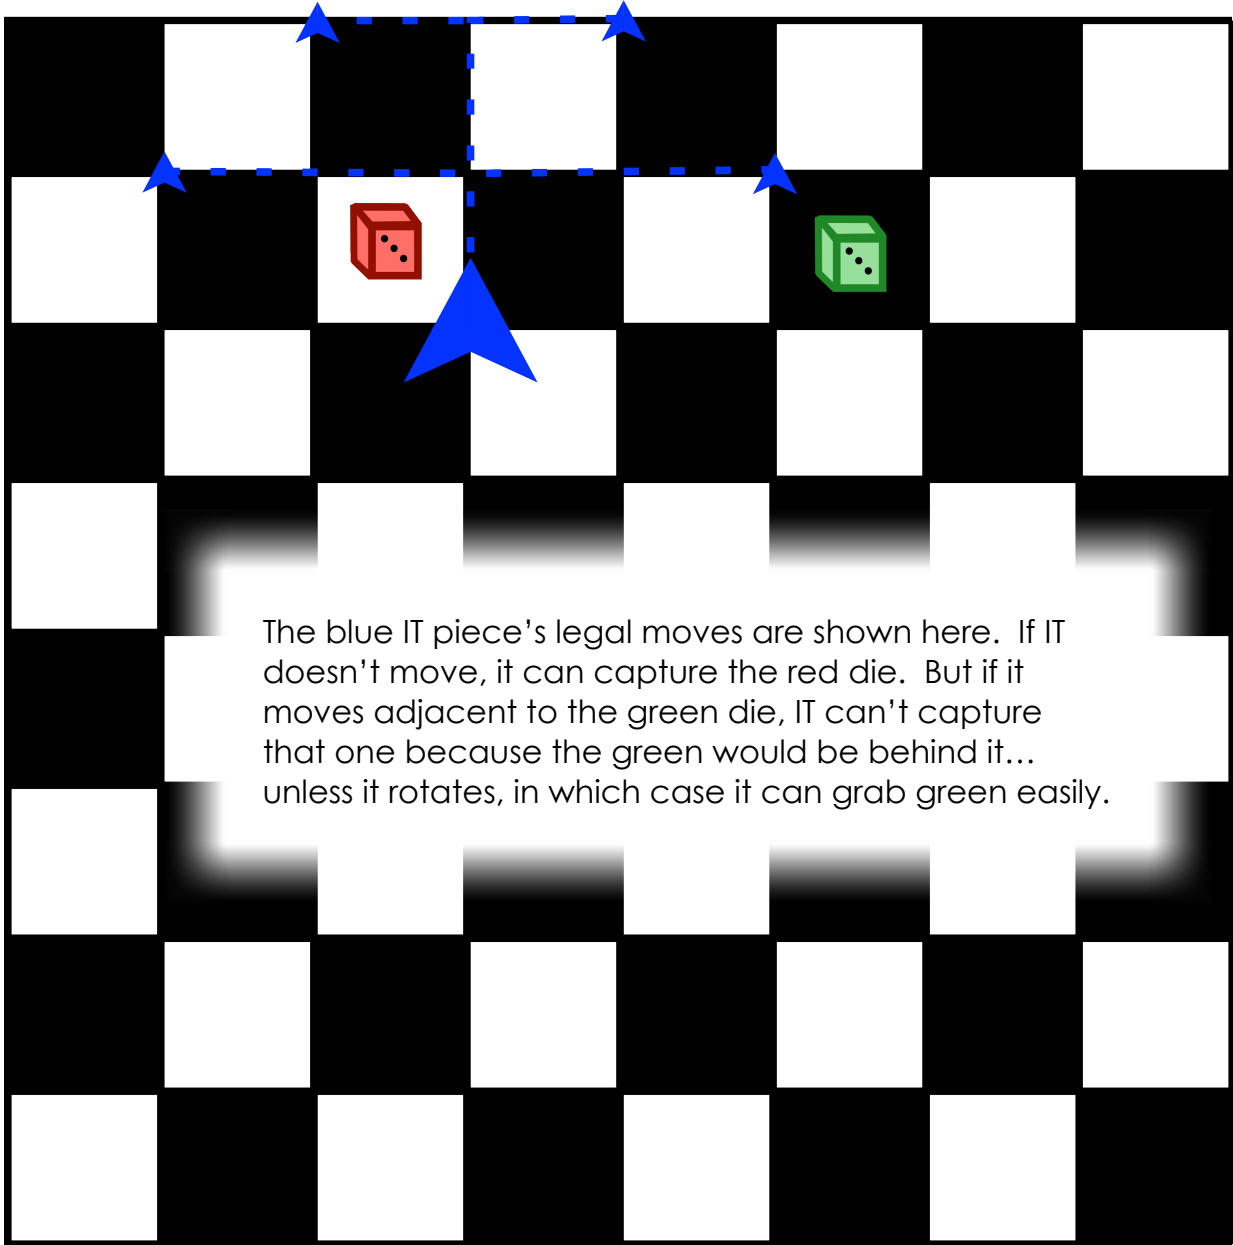 The blue IT piece’s legal moves are shown here.  If IT
doesn’t move, it can capture the red die.  But if it
moves adjacent to the green die, IT can’t capture
that one because the green would be behind it…
unless it rotates, in which case it can grab green easily.